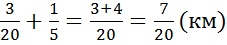 3/20 + 1/5 = 3+4/20 = 7/20 (км)